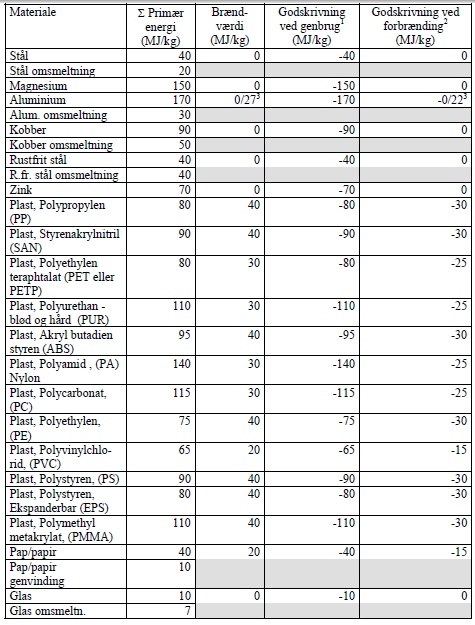 Materiale Σ Primær energi (MJ/kg) Brænd-værdi (MJ/kg) Godskrivning ved genbrug1 (MJ/kg) Godskrivning ved forbrænding2 (MJ/kg)
Stål 40 0 -40 0
Stål omsmeltning 20
Magnesium 150 0 -150 0
Aluminium 170 0/273 -170 -0/223
Alum. omsmeltning 30
Kobber 90 0 -90 0
Kobber omsmeltning 50
Rustfrit stål 40 0 -40 0
R.fr. stål omsmeltning 40
Zink 70 0 -70 0
Plast, Polypropylen 80 40 -80 -30
(PP)
Plast, Styrenakrylnitril 90 40 -90 -30
(SAN)
Plast, Polyethylen 80 30 -80 -25
teraphtalat (PET eller
PETP)
Plast, Polyurethan - 110 30 -110 -25
blød og hård (PUR)
Plast, Akryl butadien 95 40 -95 -30
styren (ABS)
Plast, Polyamid , (PA) 140 30 -140 -25
Nylon
Plast, Polycarbonat, 115 30 -115 -25
(PC)
Plast, Polyethylen, 75 40 -75 -30
(PE)
Plast, Polyvinylchlo- 65 20 -65 -15
rid, (PVC)
Plast, Polystyren, (PS) 90 40 -90 -30
Plast, Polystyren, 80 40 -80 -30
Ekspanderbar (EPS)
Plast, Polymethyl 110 40 -110 -30
metakrylat, (PMMA)
Pap/papir 40 20 -40 -15
Pap/papir 10
genvinding
Glas 10 0 -10 0
Glas omsmeltn. 7